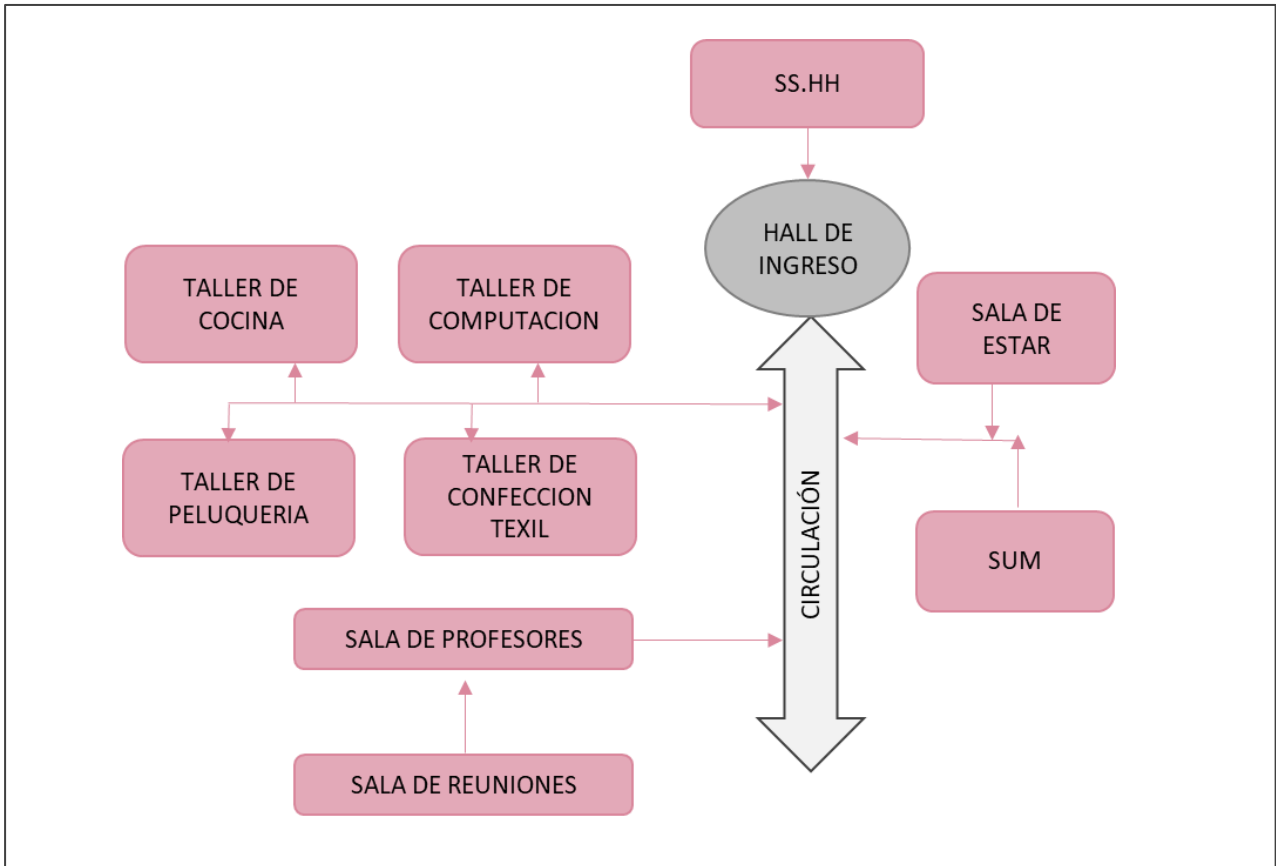 SS.HH
HALL DE
INGRESO
TALLER DE
COCINA
TALLER DE
COMPUTACION
SALA DE
ESTAR
TALLER DE
PELUQUERIA
TALLER DE
CONFECCION
TEXIL
CIRCULACIÓN
SUM
SALA DE PROFESORES
SALA DE REUNIONES